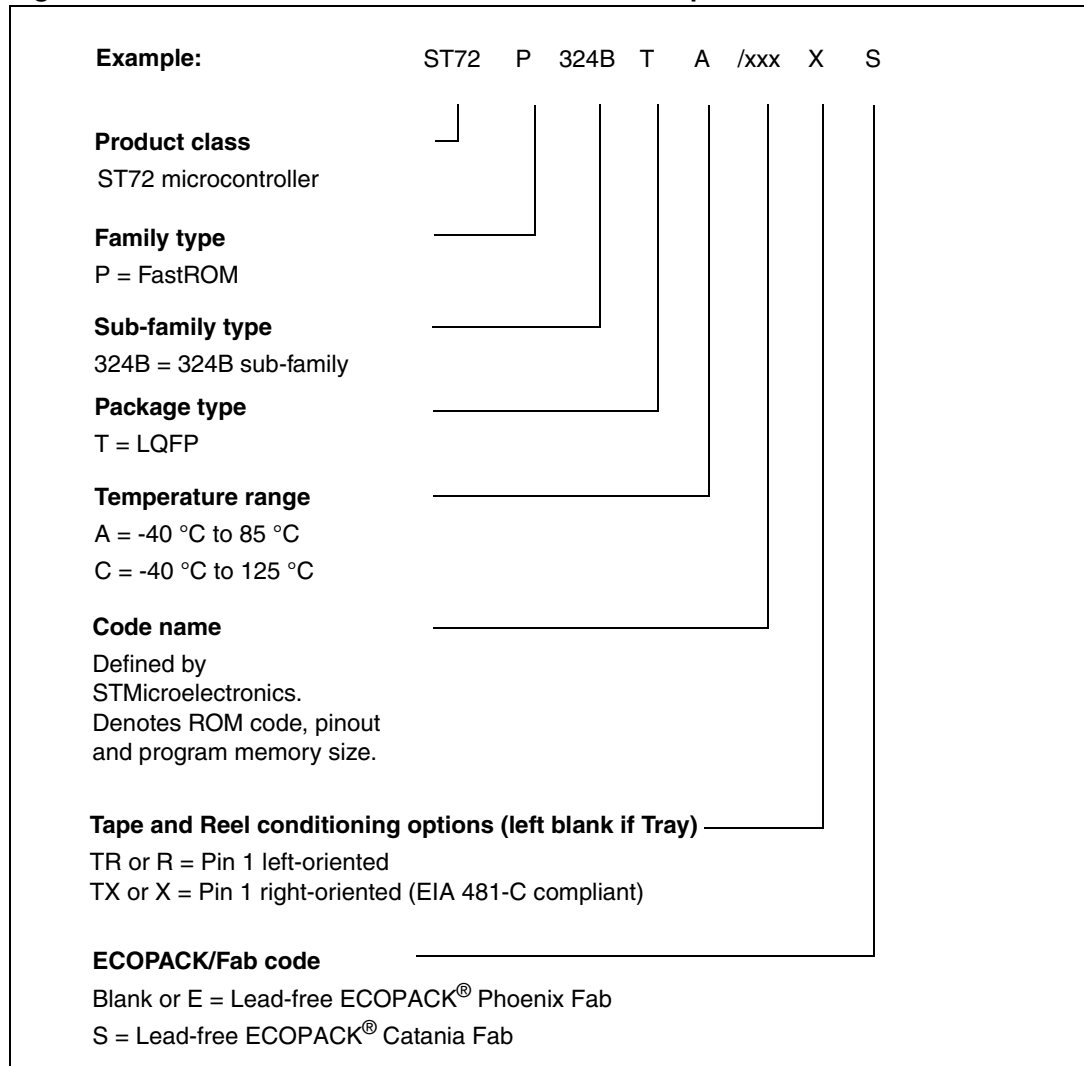 Example: ST72 P 324B T A /xxx X S
Product class
ST72 microcontroller
Family type
P = FastROM
Sub-family type
324B = 324B sub-family
Package type
T = LQFP
Temperature range
A = -40 °C to 85 °C
C = -40 °C to 125 °C
Code name
Defined by
STMicroelectronics.
Denotes ROM code, pinout
and program memory size.
Tape and Reel conditioning options (left blank if Tray)
TR or R = Pin 1 left-oriented
TX or X = Pin 1 right-oriented (EIA 481-C compliant)
ECOPACK/Fab code
Blank or E = Lead-free ECOPACK® Phoenix Fab
S = Lead-free ECOPACK® Catania Fab